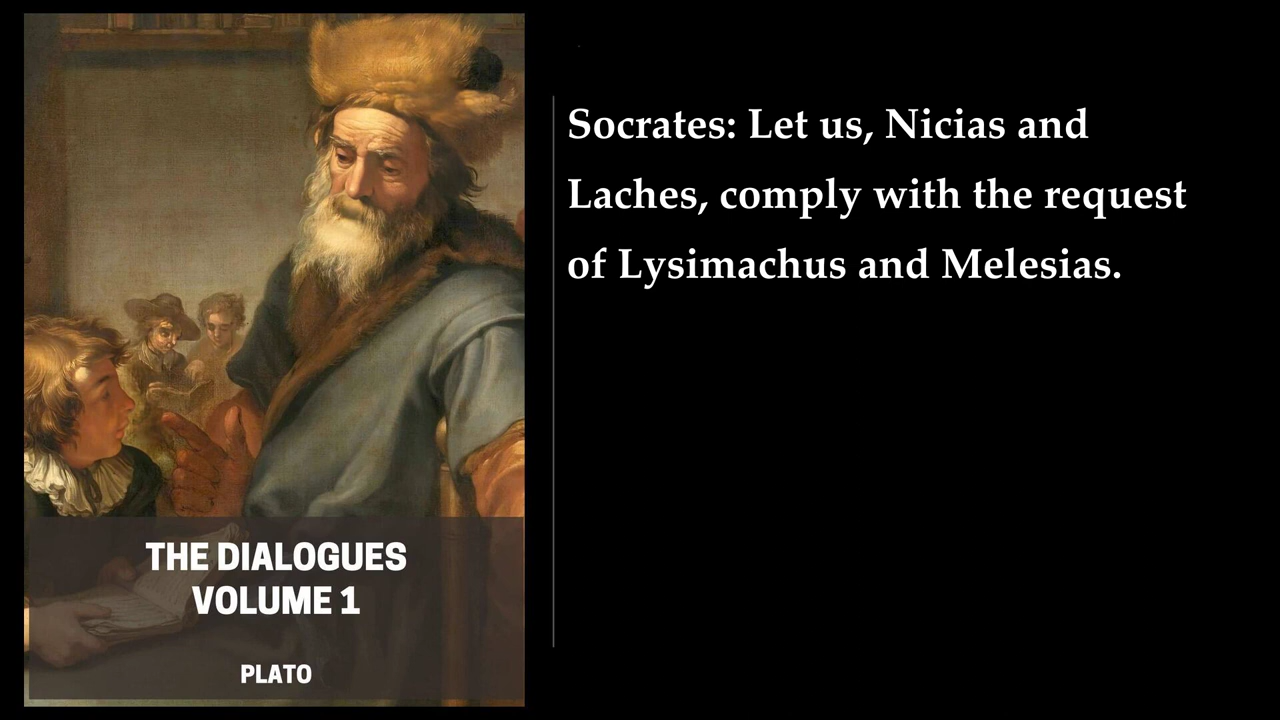 THE DIALOGUES
VOLUME 1
PLATO
Socrates: Let us, Nicias and
Laches, comply with the request
of Lysimachus and Melesias.